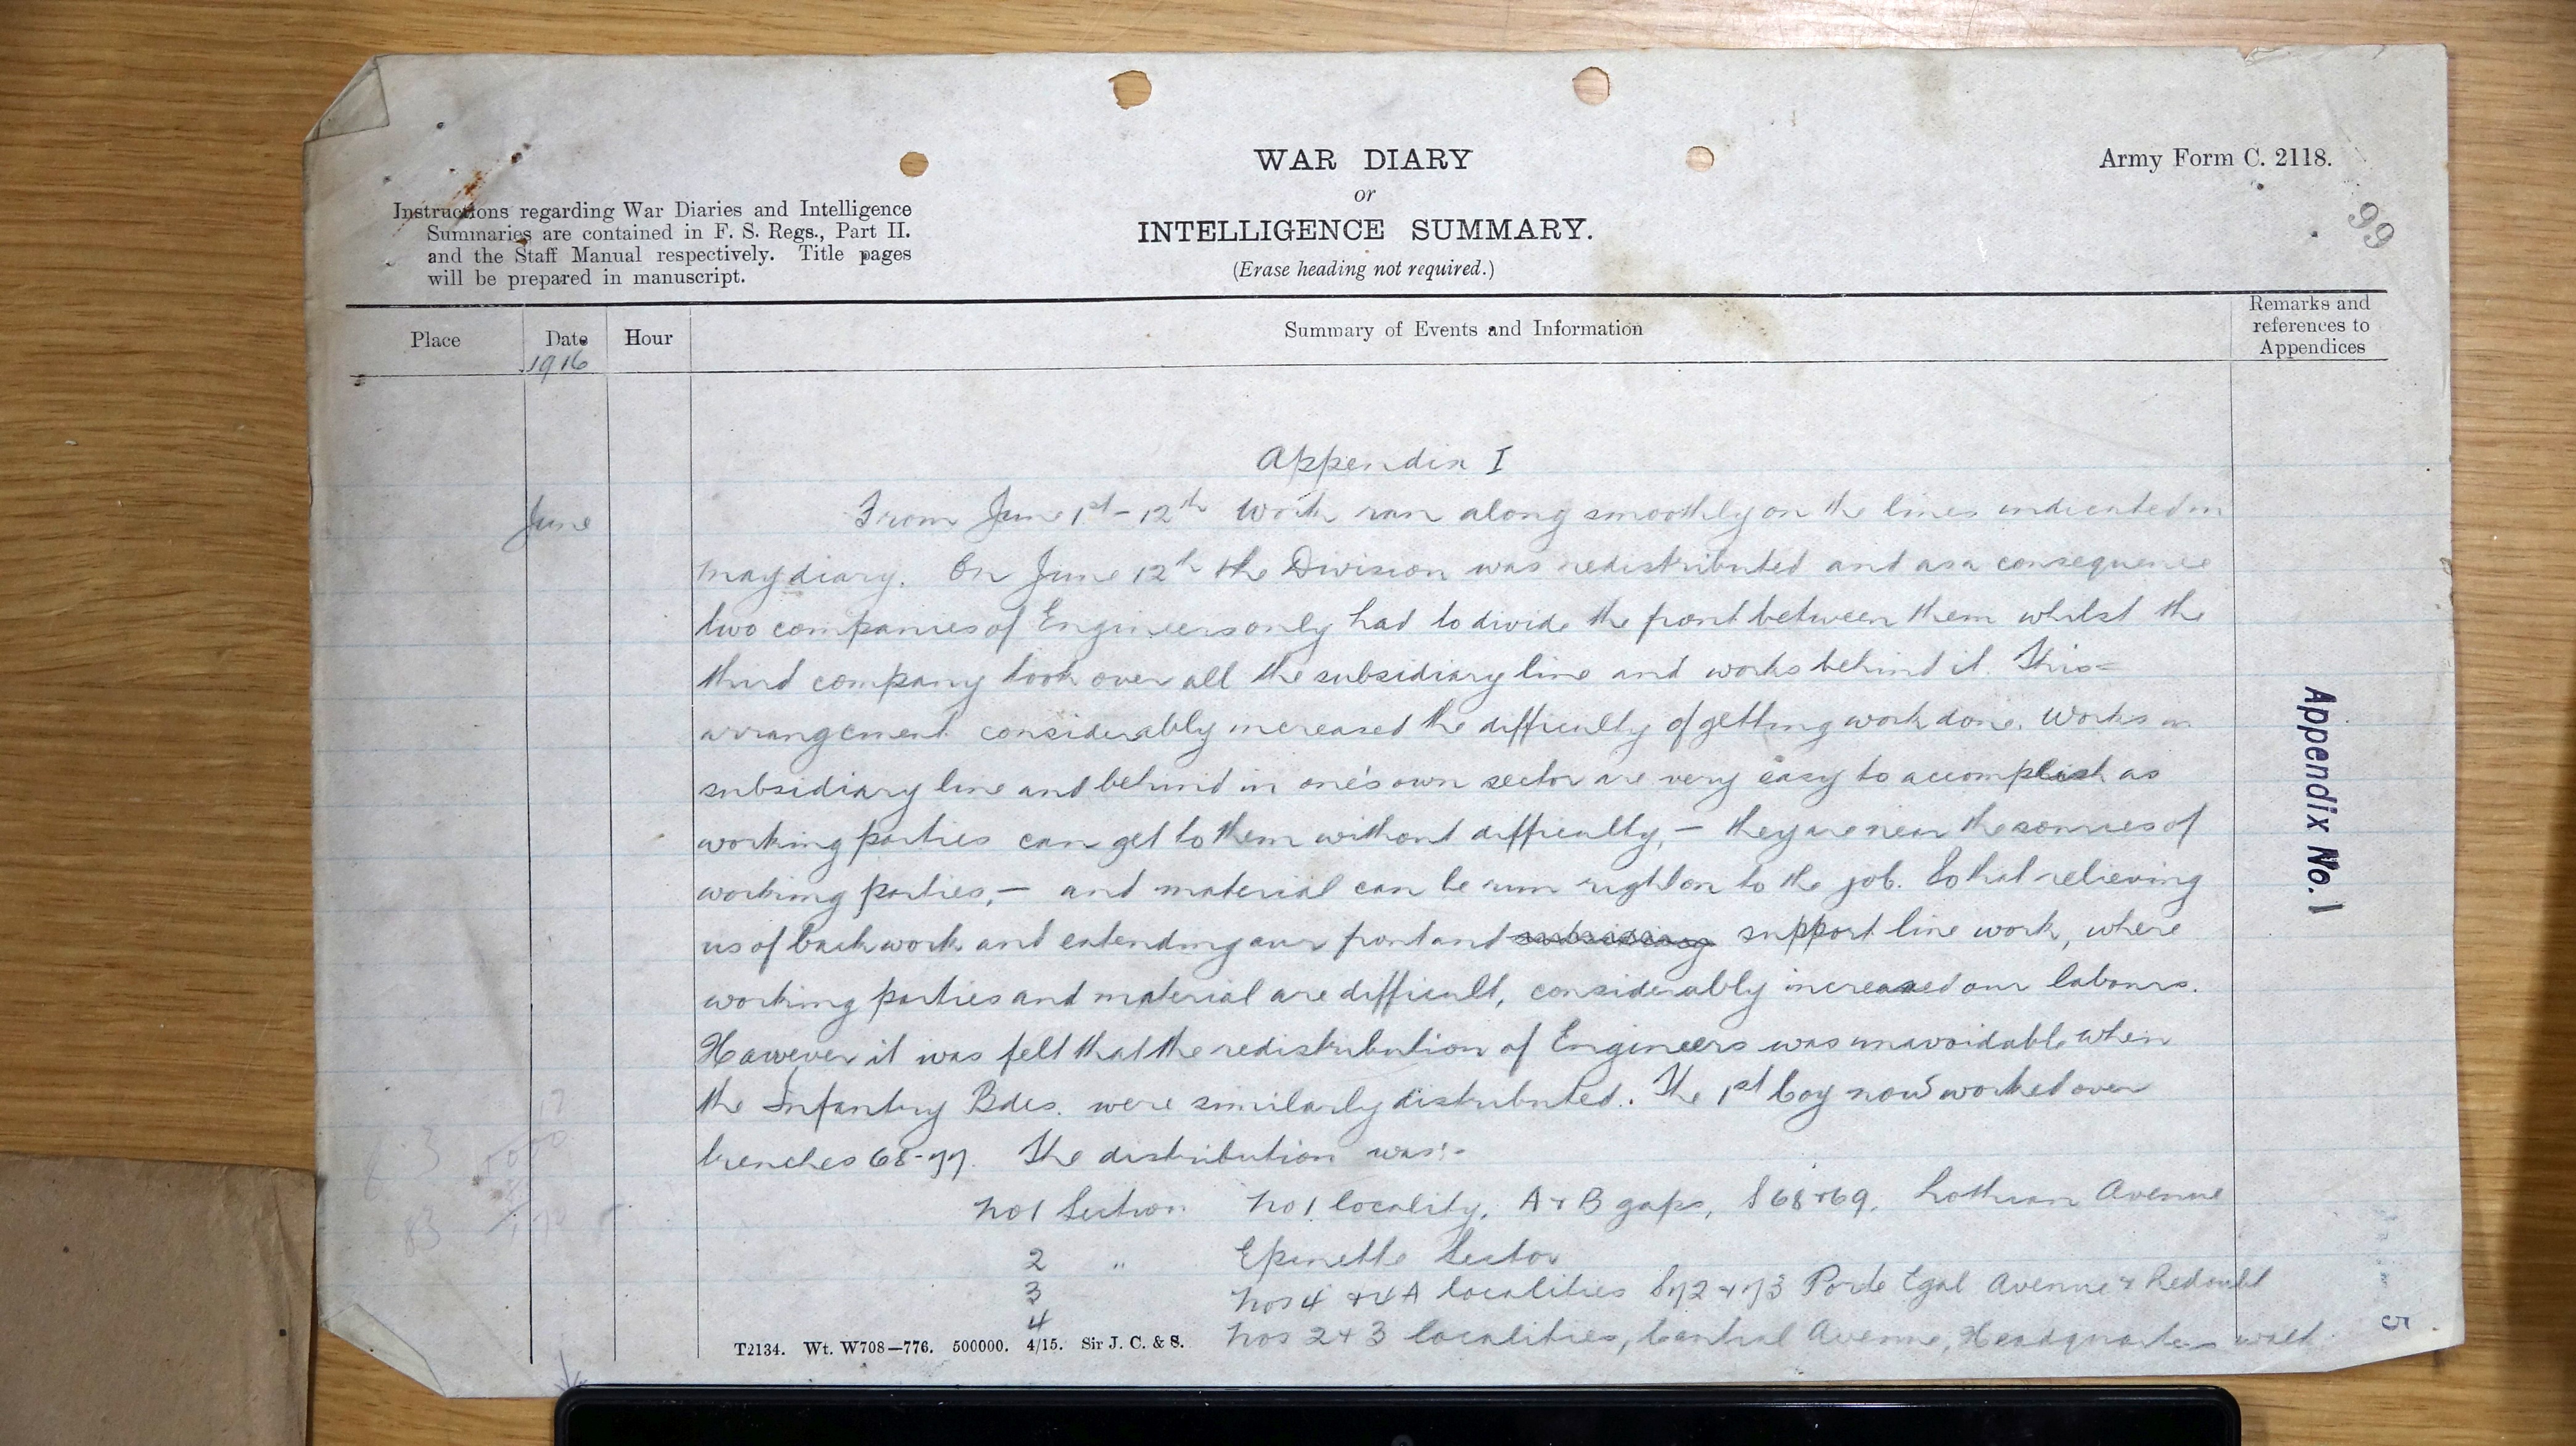 WAR DIARY
or
INTELLIGENCE SUMMARY.
(Erase heading not required.)
Army Form C. 2118.
99
Instructions regarding War Diaries and Intelligence
Summaries are contained in F. S. Regs., Part II.
and the Staff Manual respectively. Title pages
will be prepared in manuscript.
Place
Date
1916
Hour
Summary of Events and Information
Remarks and
references to
Appendices
Appendix I
June
From June 1st - 12th work ran along smoothly on the lines indicated in
may diary. On June 12th the Division was redistributed and as a consequence
two companies of Engineers only had to divide the front between them whilst the
third company took over all the subsidiary line and works behind it. This
arrangement considerably increased the difficulty of getting work done. Works in
subsidiary line and behind in one's own sector are very easy to accomplish as
working parties can get to them without difficulty, — they are near the sources of
working parties, — and material can be run right on to the job. So that relieving
us of back work and extending our front and subsidiary support line work, where
working parties and material are difficult, considerably increased our labours.
However it was felt that the redistribution of Engineers was unavoidable when
the Infantry Bdes. were similarly distributed. The 1st Coy now worked over
trenches 68-77. The distribution was:-
No 1 Section No 1 locality, A & B gaps, S 68 & 69, Lothian Avenue
2 " Epinette Sector
3 Nos 4 & 4A localities S 72 & 73 Porte Egal Avenue & Redoubt
4 Nos 2 & 3 localities, Central Avenue, Headquarters walk
T2134. Wt. W708—776. 500000. 4/15. Sir J. C. & S.
Appendix No. 1
5